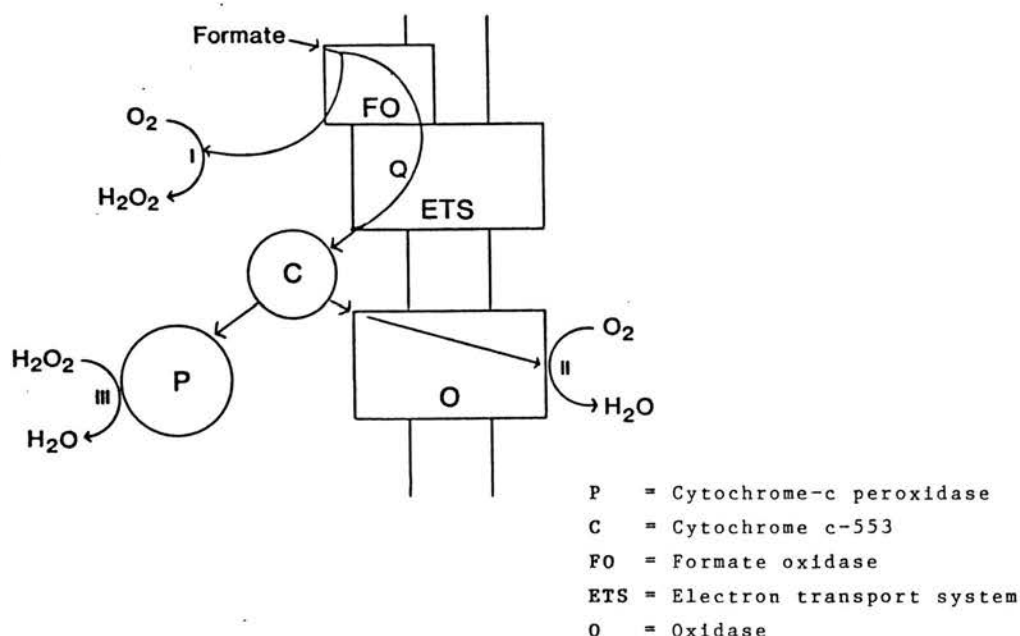 Formate
FO
O₂
I
H₂O₂
Q
ETS
C
O₂
H₂O₂
P
II
III
O
H₂O
H₂O
P = Cytochrome-c peroxidase
C = Cytochrome c-553
FO = Formate oxidase
ETS = Electron transport system
O = Oxidase